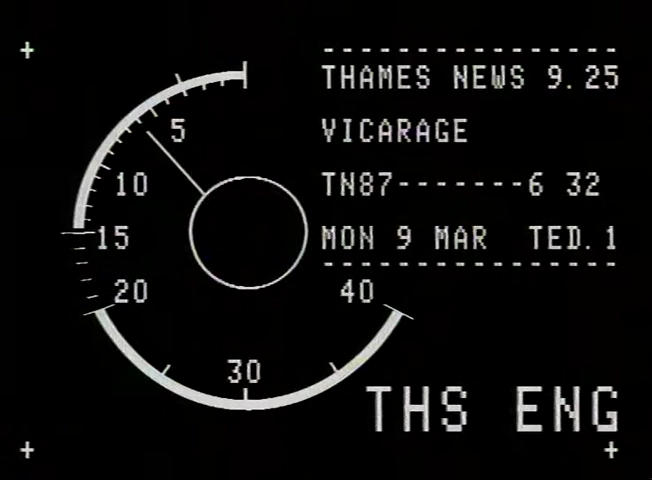 THAMES NEWS 9.25
VICARAGE
TN87-------6 32
MON 9 MAR TED.1
5
10
15
20
30
40
THS ENG